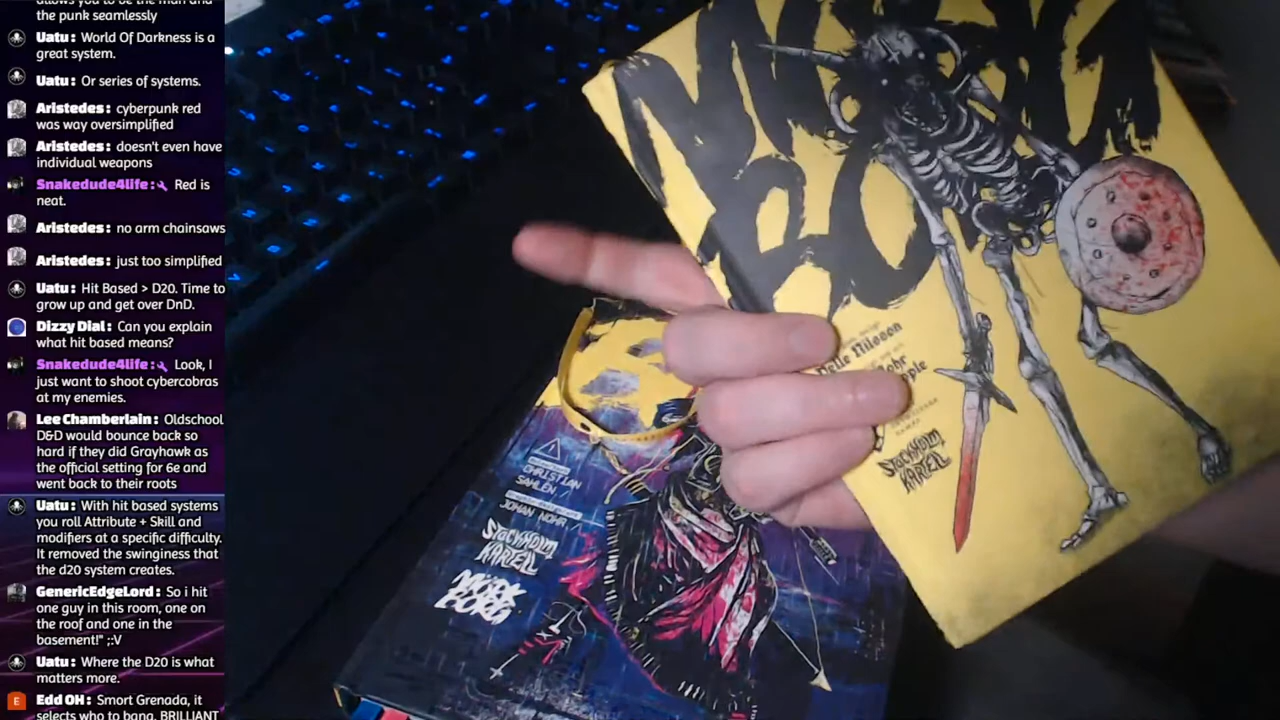 allows you to be the man and
the punk seamlessly
Uatu: World Of Darkness is a
great system.
Uatu: Or series of systems.
Aristedes: cyberpunk red
was way oversimplified
Aristedes: doesn't even have
individual weapons
Snakedude4life: Red is
neat.
Aristedes: no arm chainsaws
Aristedes: just too simplified
Uatu: Hit Based > D20. Time to
grow up and get over DnD.
Dizzy Dial: Can you explain
what hit based means?
Snakedude4life: Look, I
just want to shoot cybercobras
at my enemies.
Lee Chamberlain: Oldschool
D&D would bounce back so
hard if they did Grayhawk as
the official setting for 6e and
went back to their roots
Uatu: With hit based systems
you roll Attribute + Skill and
modifiers at a specific difficulty.
It removed the swinginess that
the d20 system creates.
GenericEdgeLord: So i hit
one guy in this room, one on
the roof and one in the
basement!" ;:V
Uatu: Where the D20 is what
matters more.
E
Edd OH: Smort Grenada, it
selects who to bang, BRILLIANT
Pelle Nilsson
STOCKHOLM
KARTELL
CHRISTIAN
SAHLÉN
JOHAN NOHR
STOCKHOLM
KARTELL
MÖRK
BORG